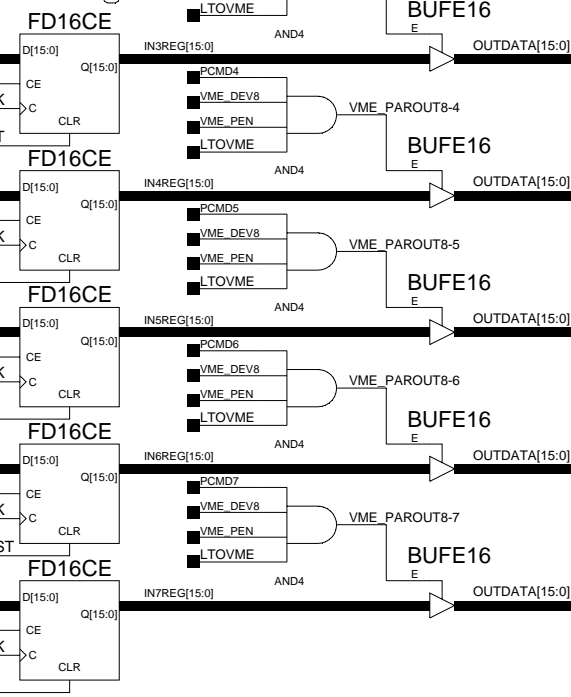 LTOVME
BUFE16
FD16CE
E
AND4
D[15:0]
IN3REG[15:0]
OUTDATA[15:0]
Q[15:0]
PCMD4
CE
VME_DEV8
K
C
VME_PAROUT8-4
CLR
VME_PEN
T
LTOVME
BUFE16
FD16CE
E
AND4
D[15:0]
IN4REG[15:0]
OUTDATA[15:0]
Q[15:0]
PCMD5
CE
VME_DEV8
K
C
VME_PAROUT8-5
CLR
VME_PEN
LTOVME
BUFE16
FD16CE
E
AND4
D[15:0]
IN5REG[15:0]
OUTDATA[15:0]
Q[15:0]
PCMD6
CE
VME_DEV8
K
C
VME_PAROUT8-6
CLR
VME_PEN
LTOVME
BUFE16
FD16CE
E
AND4
D[15:0]
IN6REG[15:0]
OUTDATA[15:0]
Q[15:0]
PCMD7
CE
VME_DEV8
K
C
VME_PAROUT8-7
CLR
VME_PEN
ST
LTOVME
BUFE16
FD16CE
E
AND4
D[15:0]
IN7REG[15:0]
OUTDATA[15:0]
Q[15:0]
CE
K
C
CLR